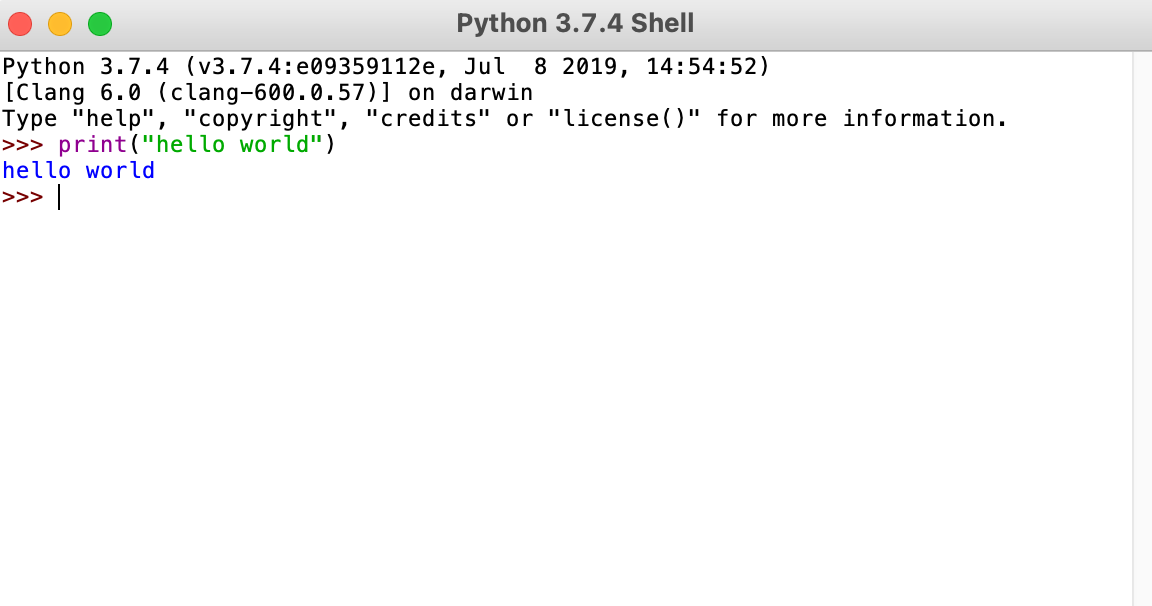 Python 3.7.4 Shell
Python 3.7.4 (v3.7.4:e09359112e, Jul  8 2019, 14:54:52)
[Clang 6.0 (clang-600.0.57)] on darwin
Type "help", "copyright", "credits" or "license()" for more information.
>>> print("hello world")
hello world
>>>